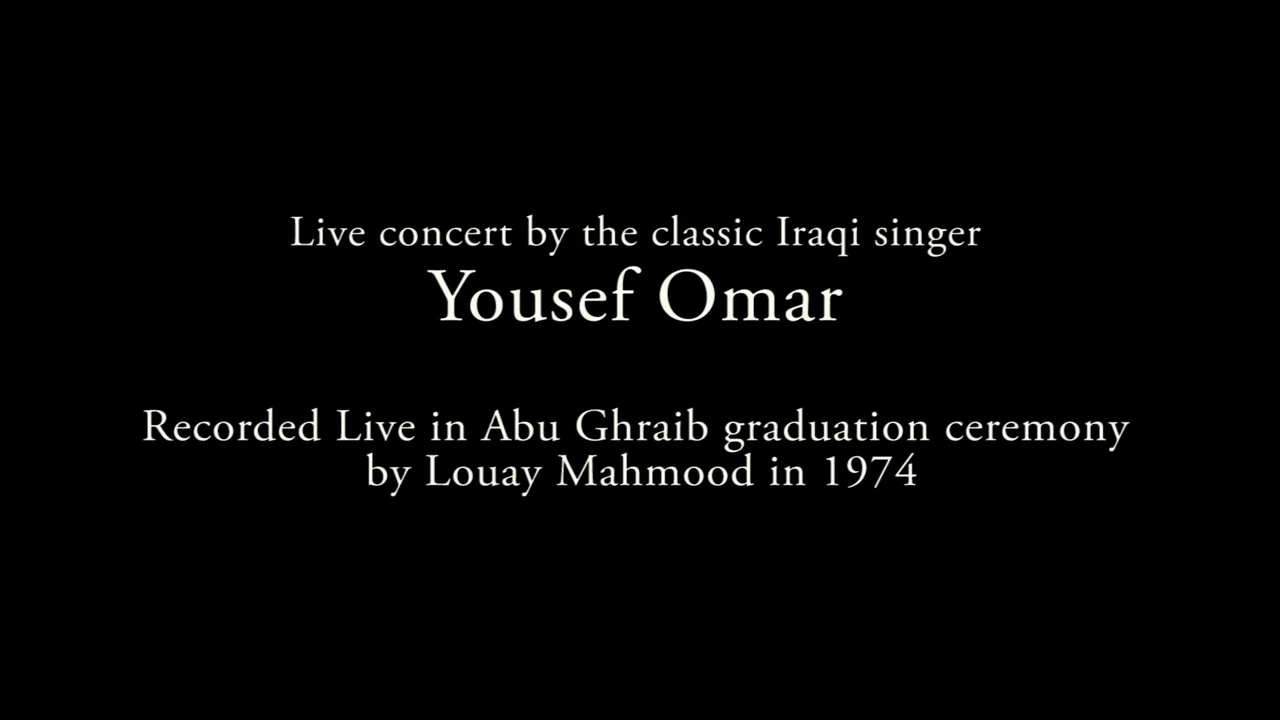 Live concert by the classic Iraqi singer
Yousef Omar
Recorded Live in Abu Ghraib graduation ceremony
by Louay Mahmood in 1974